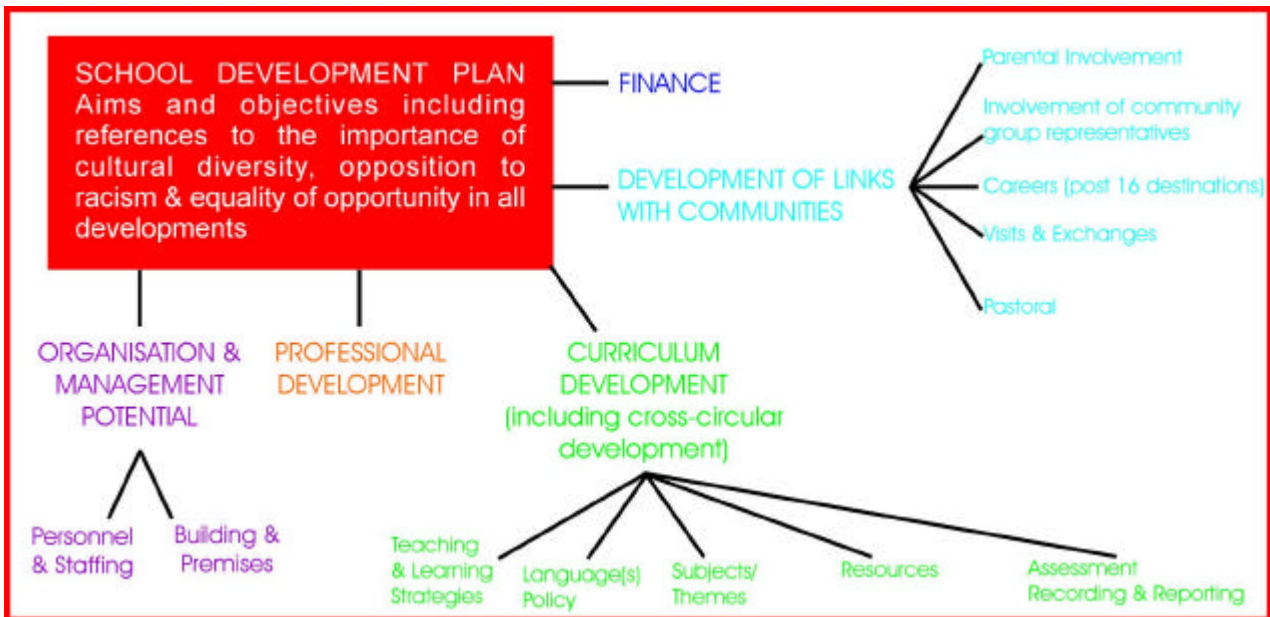 SCHOOL DEVELOPMENT PLAN
Aims and objectives including
references to the importance of
cultural diversity, opposition to
racism & equality of opportunity in all
developments
FINANCE
DEVELOPMENT OF LINKS
WITH COMMUNITIES
Parental Involvement
Involvement of community
group representatives
Careers (post 16 destinations)
Visits & Exchanges
Pastoral
ORGANISATION &
MANAGEMENT
POTENTIAL
Personnel
& Staffing
Building &
Premises
PROFESSIONAL
DEVELOPMENT
CURRICULUM
DEVELOPMENT
(including cross-circular
development)
Teaching
& Learning
Strategies
Language(s)
Policy
Subjects/
Themes
Resources
Assessment
Recording & Reporting